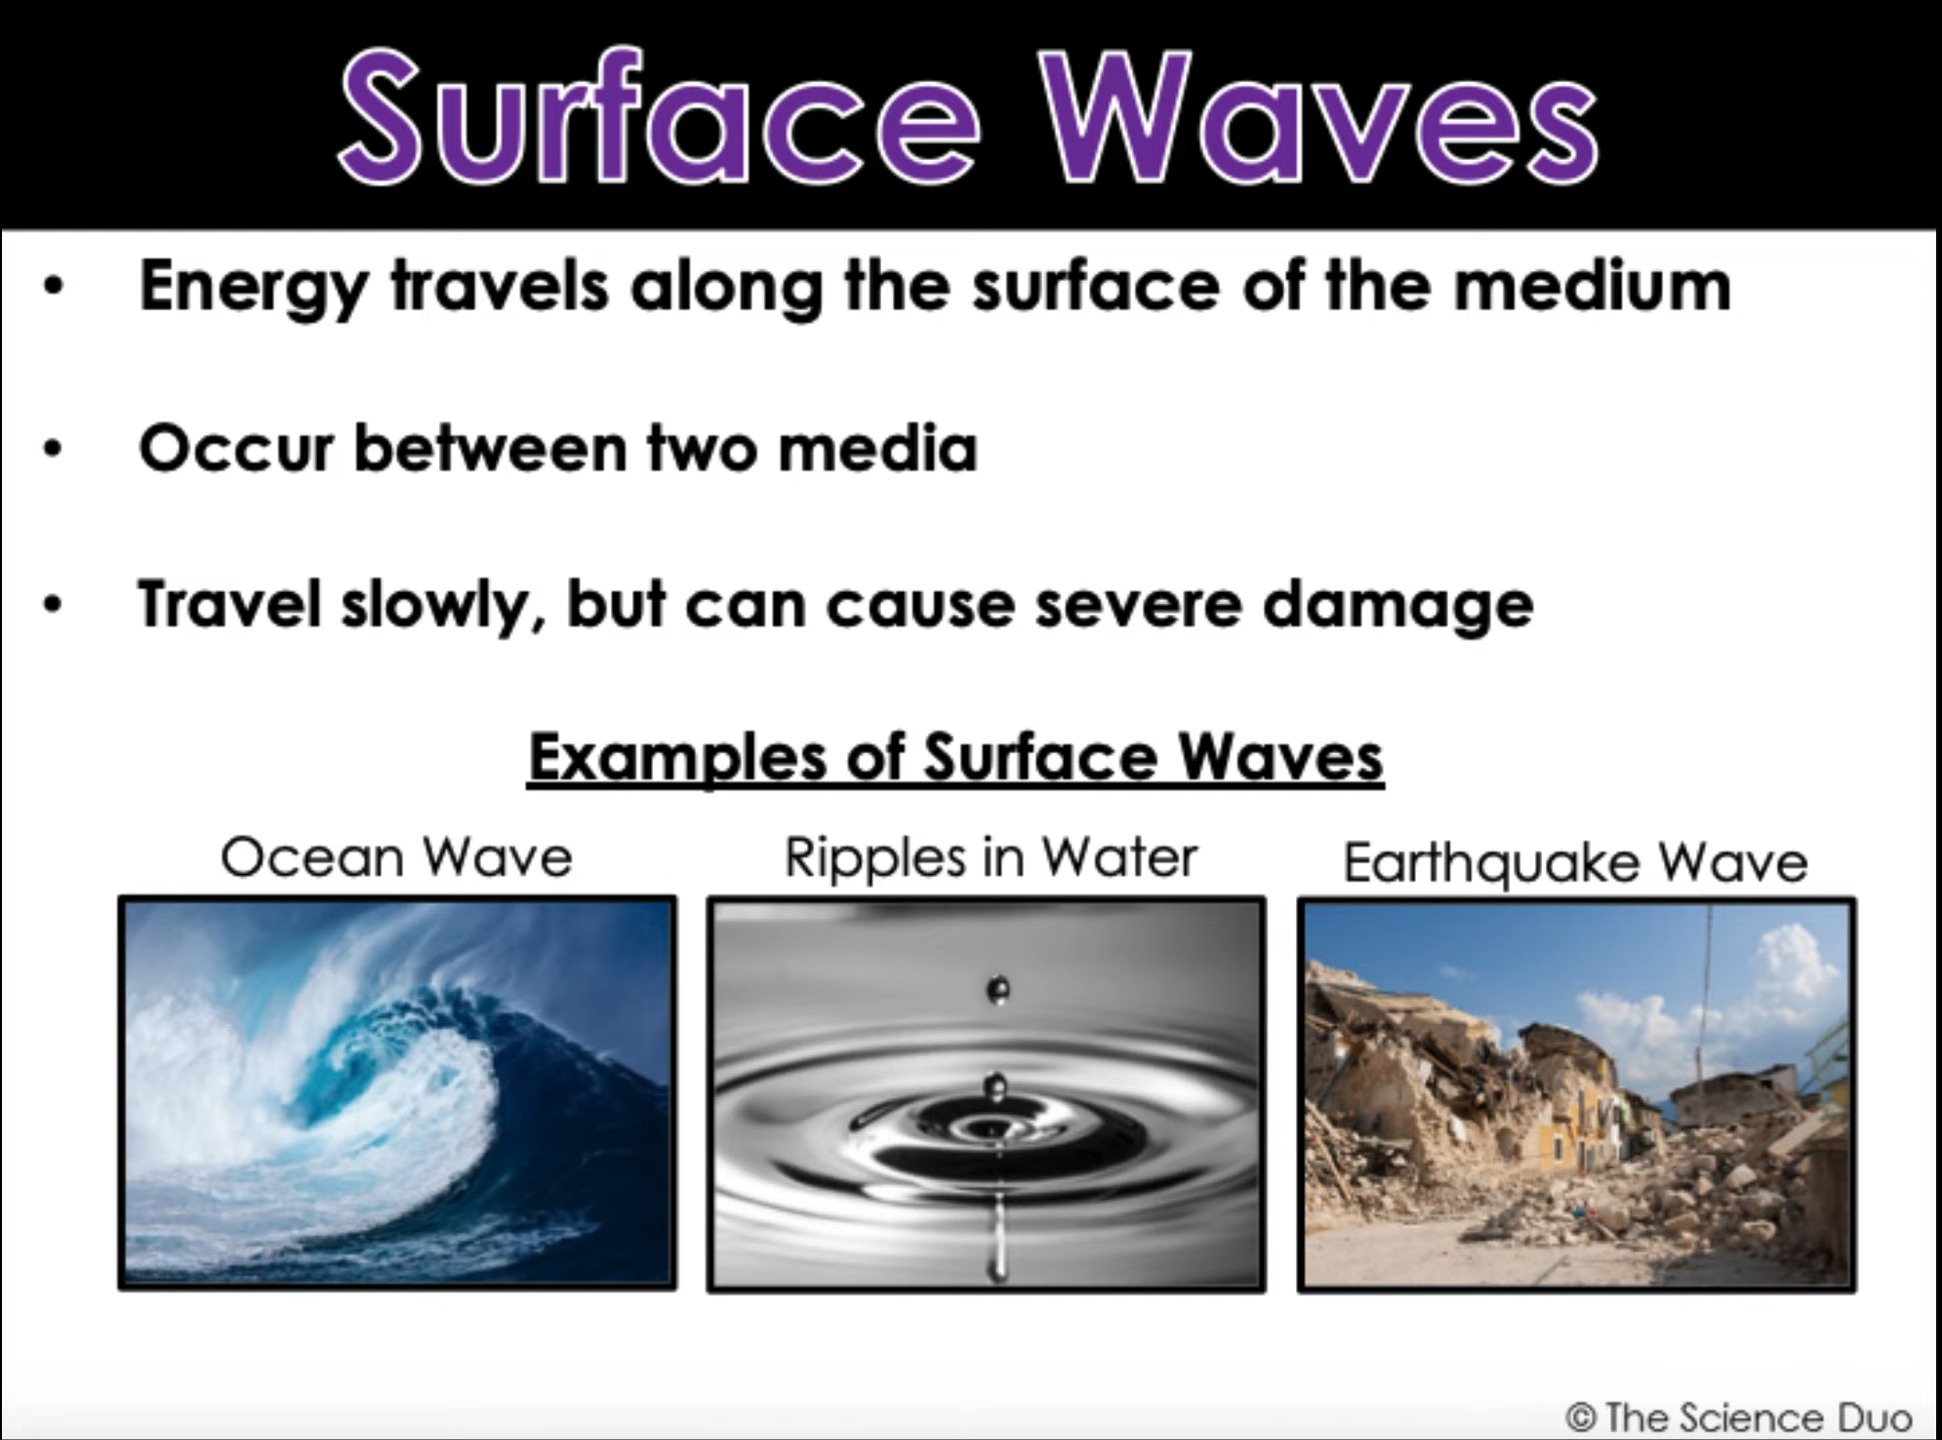 Surface Waves
• Energy travels along the surface of the medium
• Occur between two media
• Travel slowly, but can cause severe damage
Examples of Surface Waves
Ocean Wave
Ripples in Water
Earthquake Wave
© The Science Duo